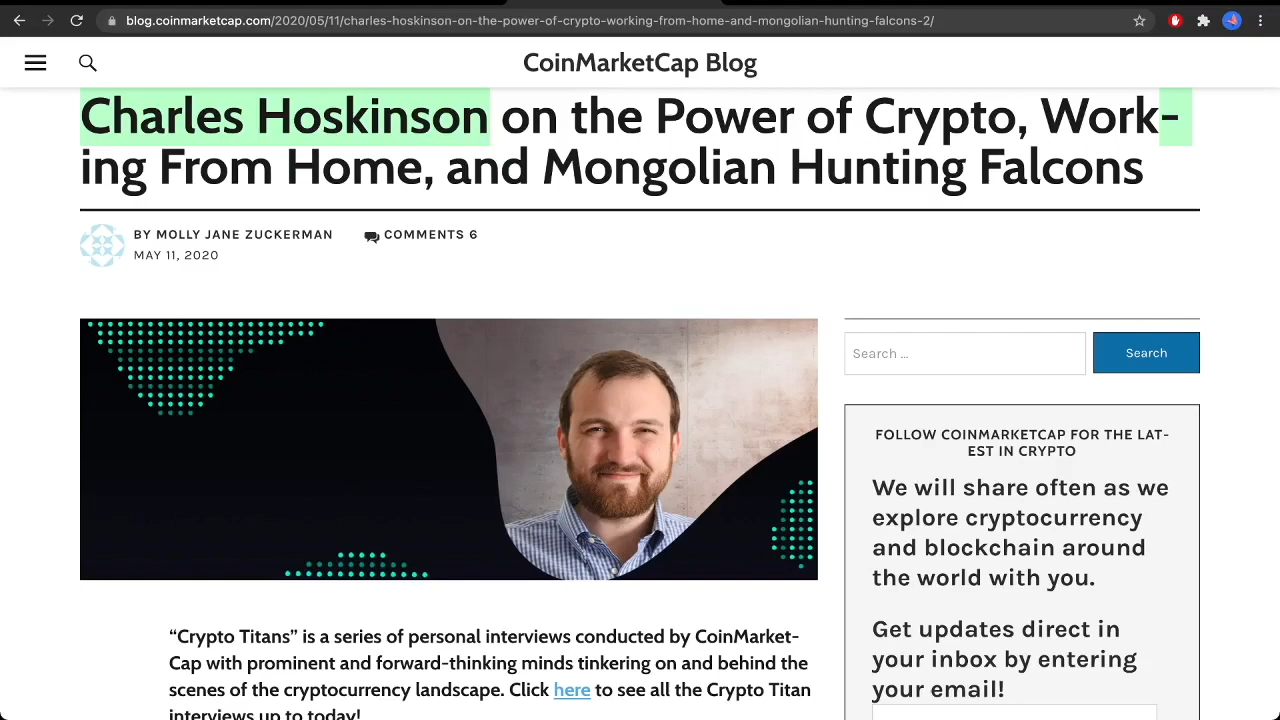 blog.coinmarketcap.com/2020/05/11/charles-hoskinson-on-the-power-of-crypto-working-from-home-and-mongolian-hunting-falcons-2/
CoinMarketCap Blog
Charles Hoskinson on the Power of Crypto, Work-
ing From Home, and Mongolian Hunting Falcons
BY MOLLY JANE ZUCKERMAN
COMMENTS 6
MAY 11, 2020
Search ...
Search
FOLLOW COINMARKETCAP FOR THE LAT-
EST IN CRYPTO
We will share often as we
explore cryptocurrency
and blockchain around
the world with you.
Get updates direct in
your inbox by entering
your email!
“Crypto Titans” is a series of personal interviews conducted by CoinMarket-
Cap with prominent and forward-thinking minds tinkering on and behind the
scenes of the cryptocurrency landscape. Click here to see all the Crypto Titan
interviews up to today!